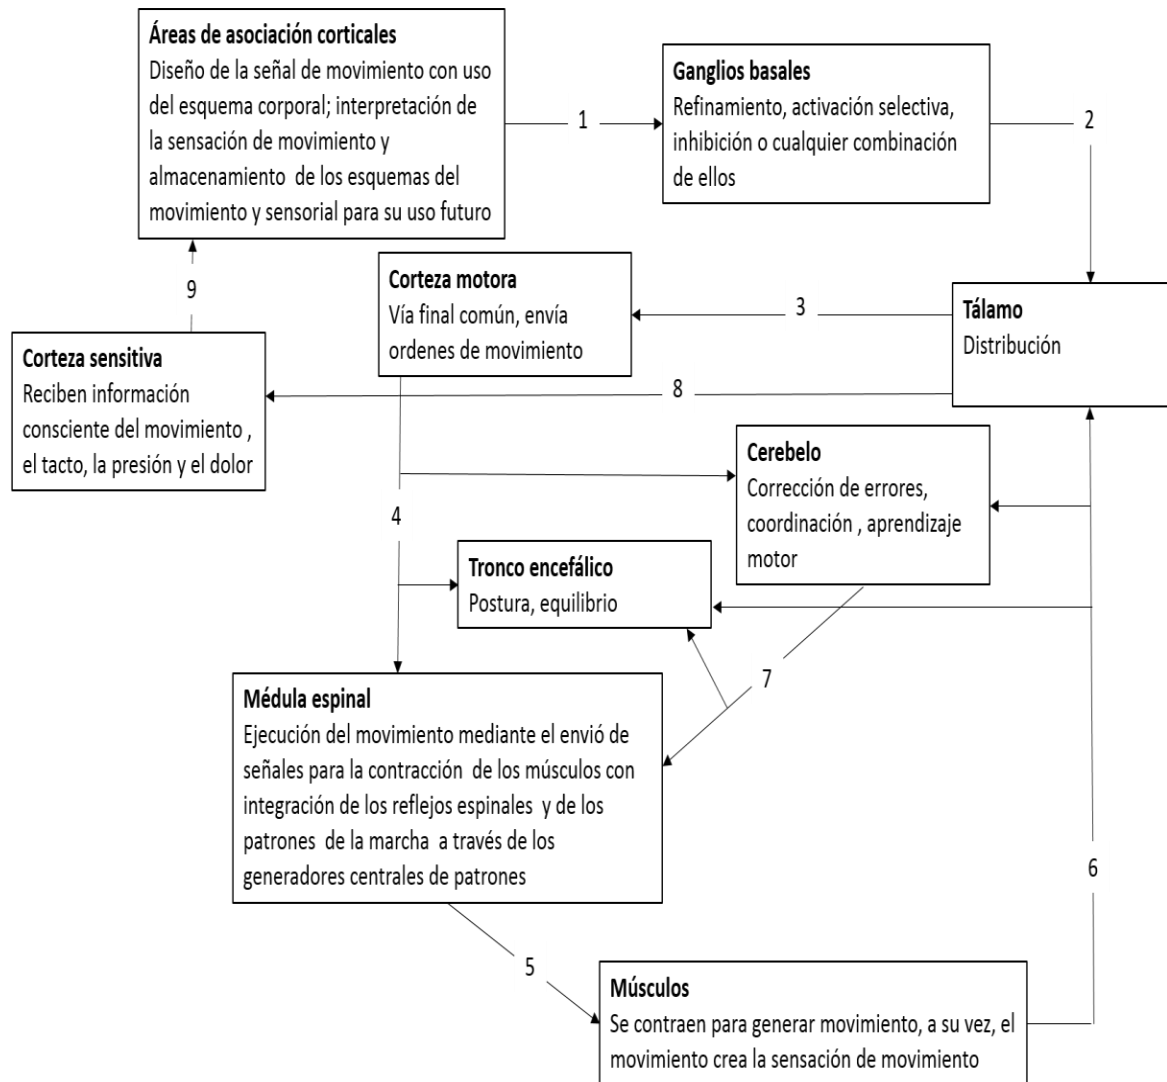 Áreas de asociación corticales
Diseño de la señal de movimiento con uso
del esquema corporal; interpretación de
la sensación de movimiento y
almacenamiento de los esquemas del
movimiento y sensorial para su uso futuro
1
Ganglios basales
Refinamiento, activación selectiva,
inhibición o cualquier combinación
de ellos
2
9
Corteza motora
Vía final común, envía
ordenes de movimiento
3
Tálamo
Distribución
Corteza sensitiva
Reciben información
consciente del movimiento ,
el tacto, la presión y el dolor
8
4
Cerebelo
Corrección de errores,
coordinación , aprendizaje
motor
Tronco encefálico
Postura, equilibrio
7
Médula espinal
Ejecución del movimiento mediante el envió de
señales para la contracción de los músculos con
integración de los reflejos espinales y de los
patrones de la marcha a través de los
generadores centrales de patrones
6
5
Músculos
Se contraen para generar movimiento, a su vez, el
movimiento crea la sensación de movimiento